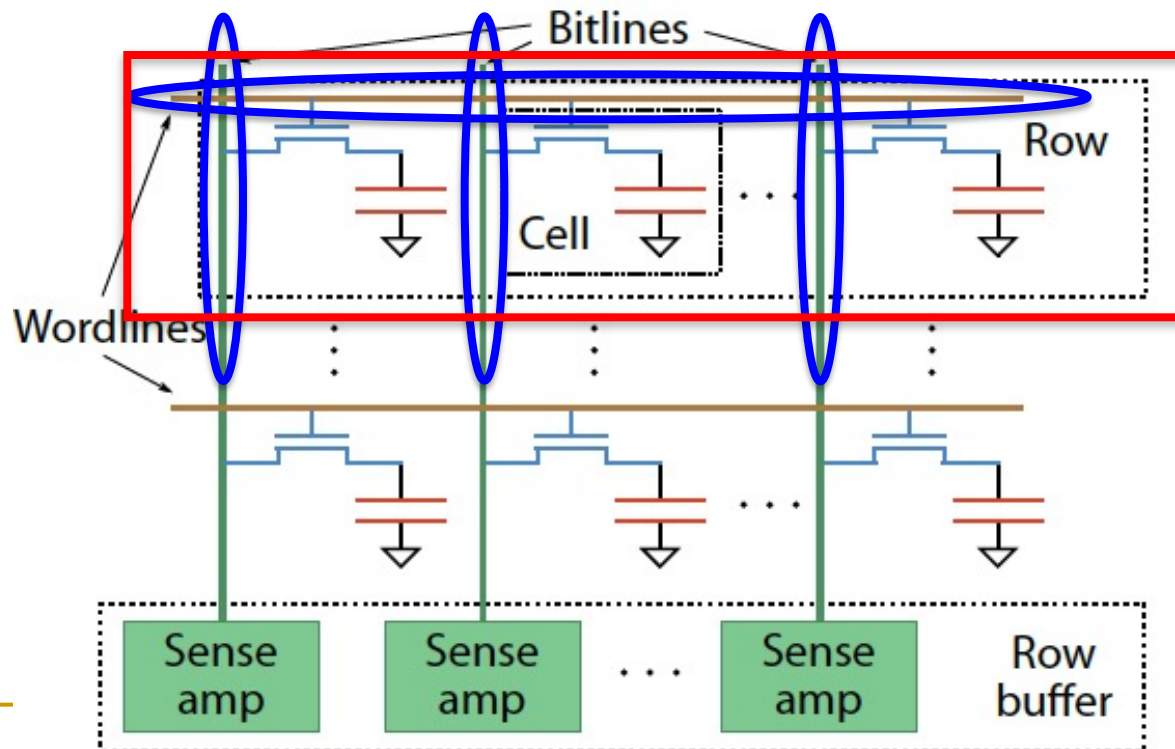 Bitlines
Row
Cell
Wordlines
Sense amp
Sense amp
Sense amp
Row buffer